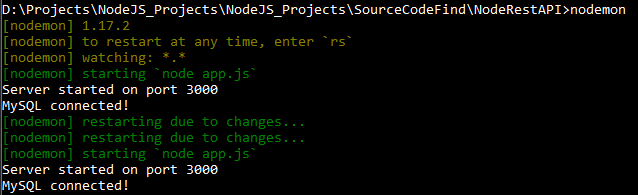 D:\Projects\NodeJS_Projects\NodeJS_Projects\SourceCodeFind\NodeRestAPI>nodemon
[nodemon] 1.17.2
[nodemon] to restart at any time, enter `rs`
[nodemon] watching: *.*
[nodemon] starting `node app.js`
Server started on port 3000
MySQL connected!
[nodemon] restarting due to changes...
[nodemon] restarting due to changes...
[nodemon] starting `node app.js`
Server started on port 3000
MySQL connected!